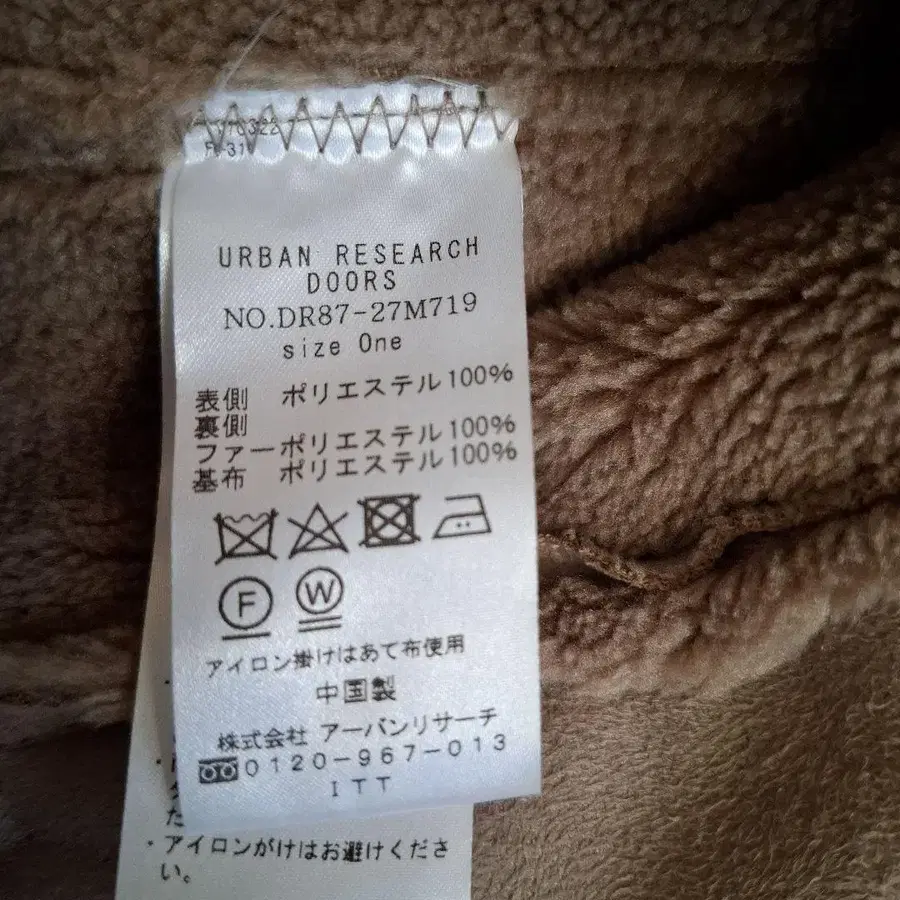 URBAN RESEARCH
DOORS
NO.DR87-27M719
size One
表側 ポリエステル100%
裏側
ファーポリエステル100%
基布 ポリエステル100%
F
W
アイロン掛けはあて布使用
中国製
株式会社 アーバンリサーチ
0120-967-013
ITT
た
・アイロンがけはお避けくださ
い。